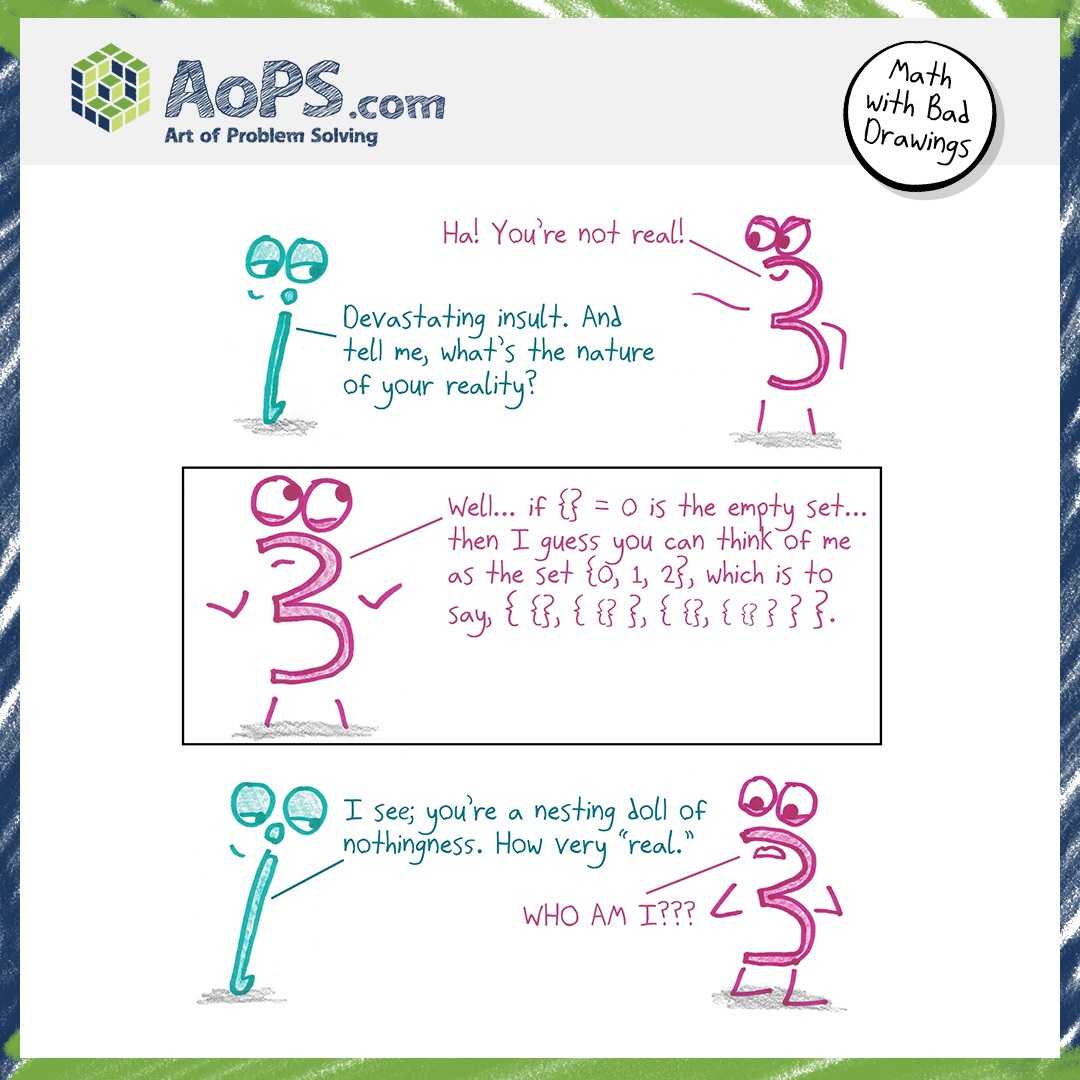 AoPS.com
Art of Problem Solving
Math
with Bad
Drawings
Ha! You're not real!
Devastating insult. And
tell me, what's the nature
of your reality?
Well... if {} = 0 is the empty set...
then I guess you can think of me
as the set {0, 1, 2}, which is to
say, { {}, { {} }, { {}, { {} } } }.
I see; you're a nesting doll of
nothingness. How very "real."
WHO AM I???